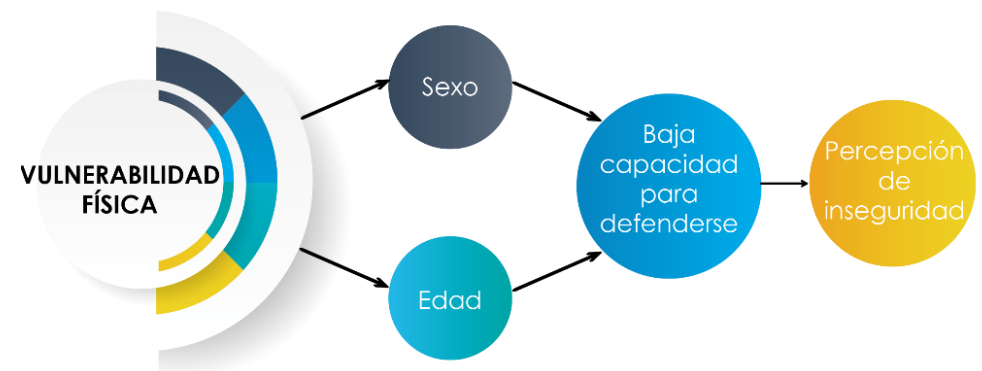 VULNERABILIDAD
FÍSICA
Sexo
Edad
Baja
capacidad
para
defenderse
Percepción
de
inseguridad